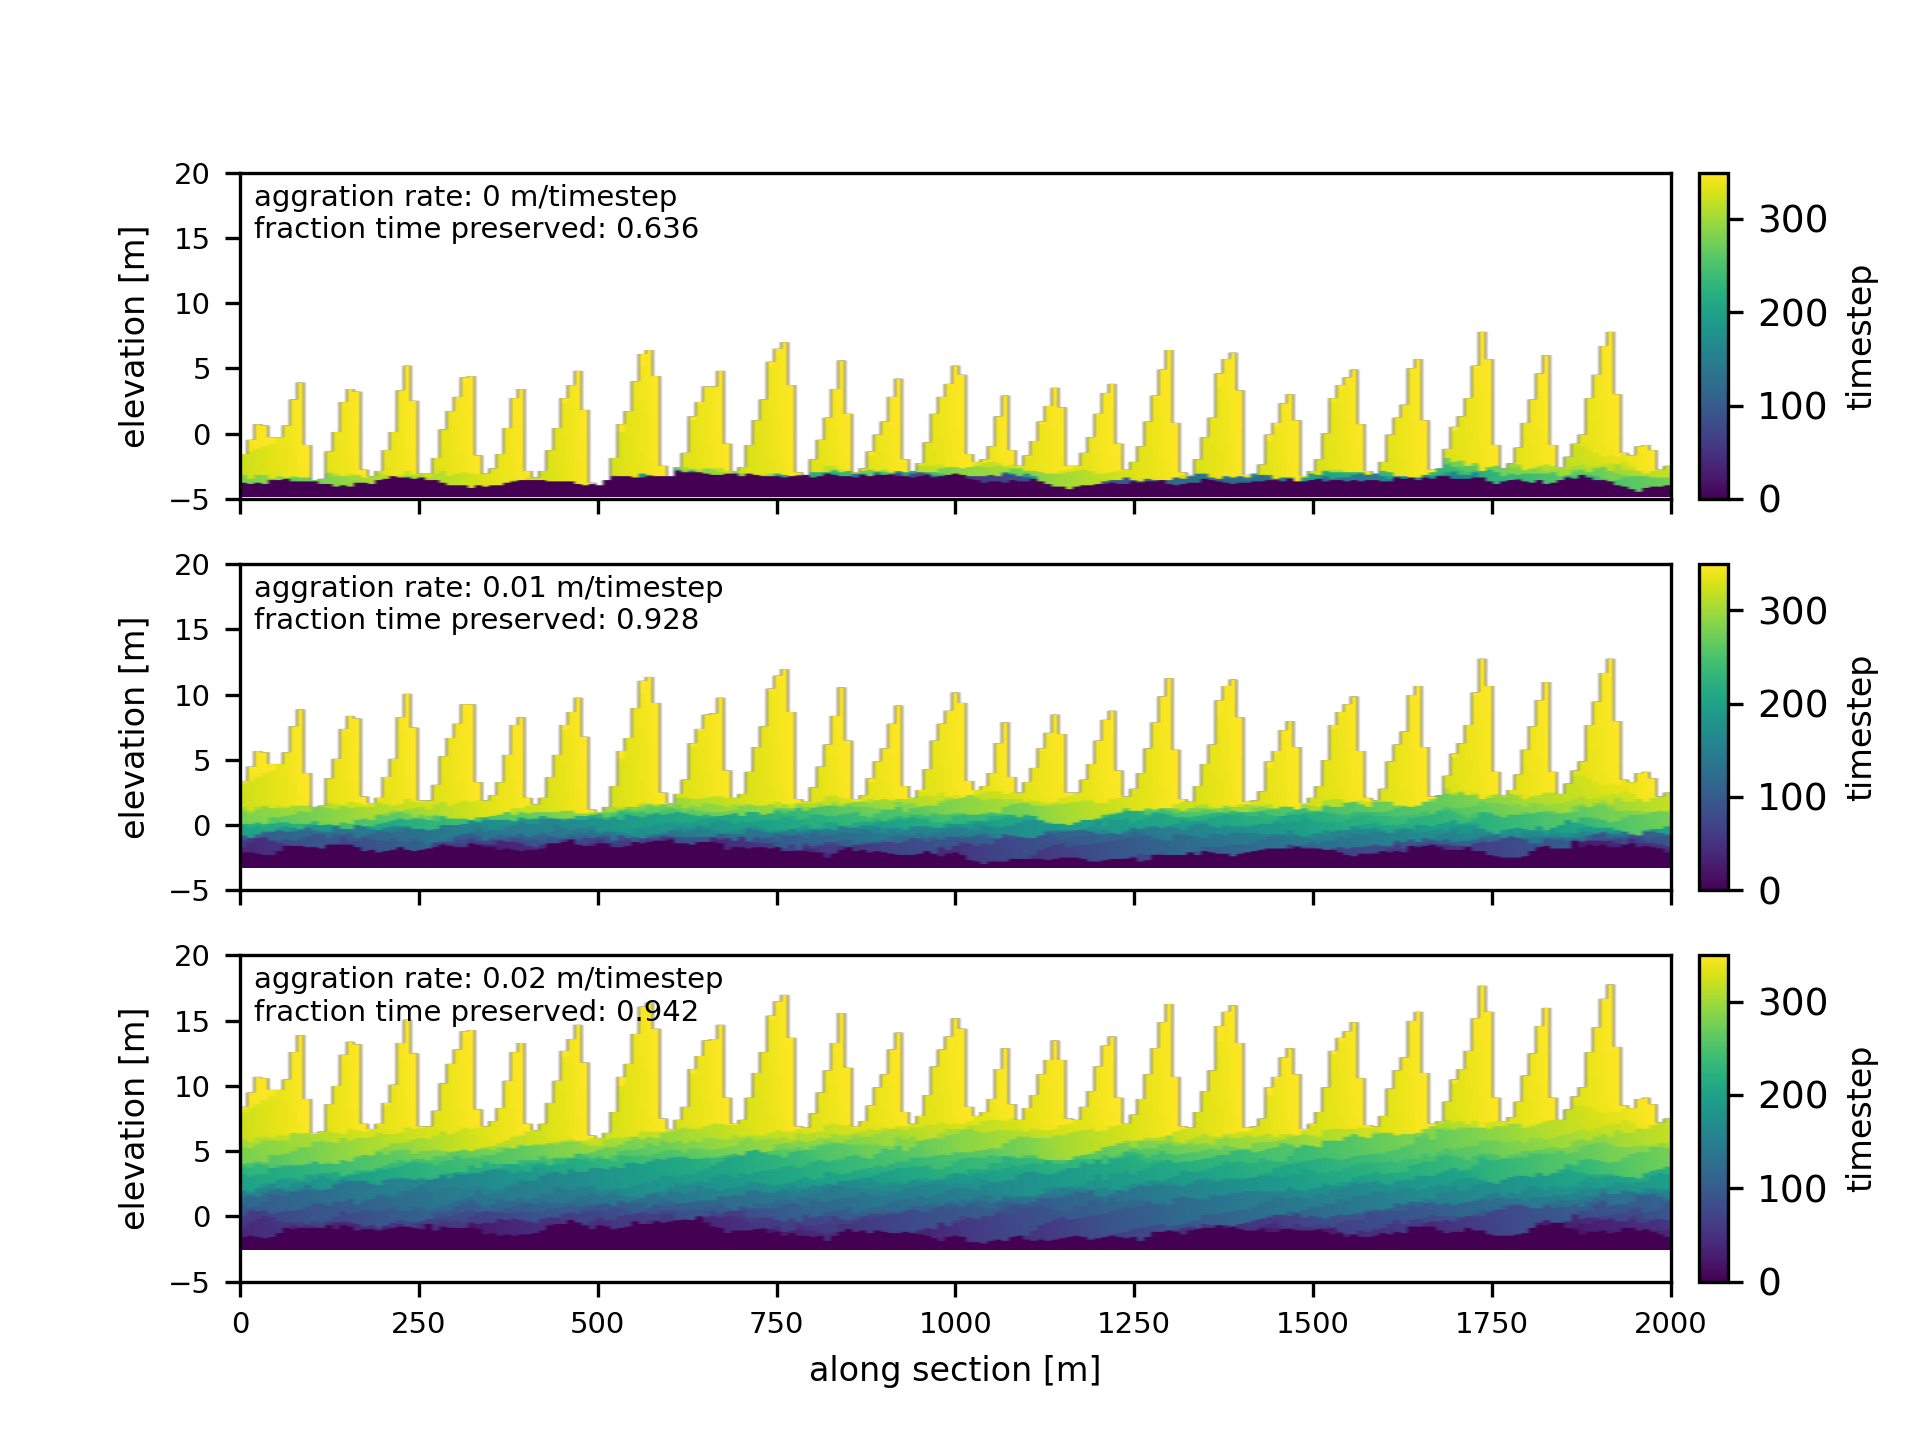 aggration rate: 0 m/timestep
fraction time preserved: 0.636
20
15
10
5
0
−5
elevation [m]
300
200
100
0
timestep
aggration rate: 0.01 m/timestep
fraction time preserved: 0.928
20
15
10
5
0
−5
elevation [m]
300
200
100
0
timestep
aggration rate: 0.02 m/timestep
fraction time preserved: 0.942
20
15
10
5
0
−5
elevation [m]
300
200
100
0
timestep
0 250 500 750 1000 1250 1500 1750 2000
along section [m]